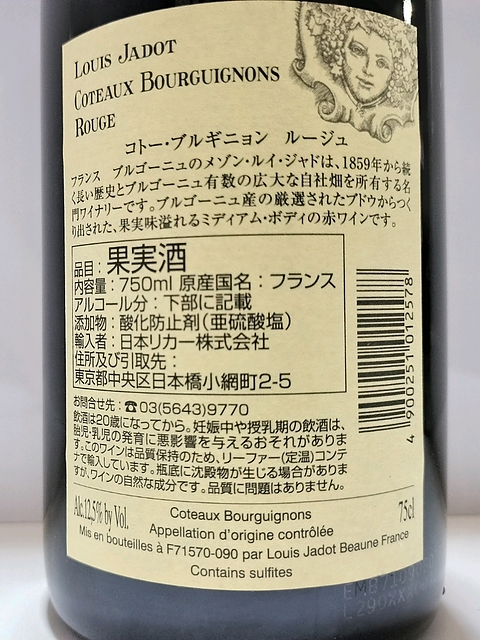 LOUIS JADOT
COTEAUX BOURGUIGNONS
ROUGE
コトー・ブルギニョン ルージュ
フランス ブルゴーニュのメゾン・ルイ・ジャドは、1859年から続
く長い歴史とブルゴーニュ有数の広大な自社畑を所有する名
門ワイナリーです。ブルゴーニュ産の厳選されたブドウからつく
り出された、果実味溢れるミディアム・ボディの赤ワインです。
品目：果実酒
内容量：750ml 原産国名：フランス
アルコール分：下部に記載
添加物：酸化防止剤（亜硫酸塩）
輸入者：日本リカー株式会社
住所及び引取先：
東京都中央区日本橋小網町2-5
4 900251 012578
お問合せ先：☎03(5643)9770
飲酒は20歳になってから。妊娠中や授乳期の飲酒は、
胎児・乳児の発育に悪影響を与えるおそれがありま
す。このワインは品質保持のため、リーファー(定温)コンテ
ナで輸入しています。瓶底に沈殿物が生じる場合がありま
すが、ワインの自然な成分です。品質に問題はありません。
Alc.12,5% by Vol.
Coteaux Bourguignons
75cl
Appellation d'origine contrôlée
Mis en bouteilles à F71570-090 par Louis Jadot Beaune France
Contains sulfites